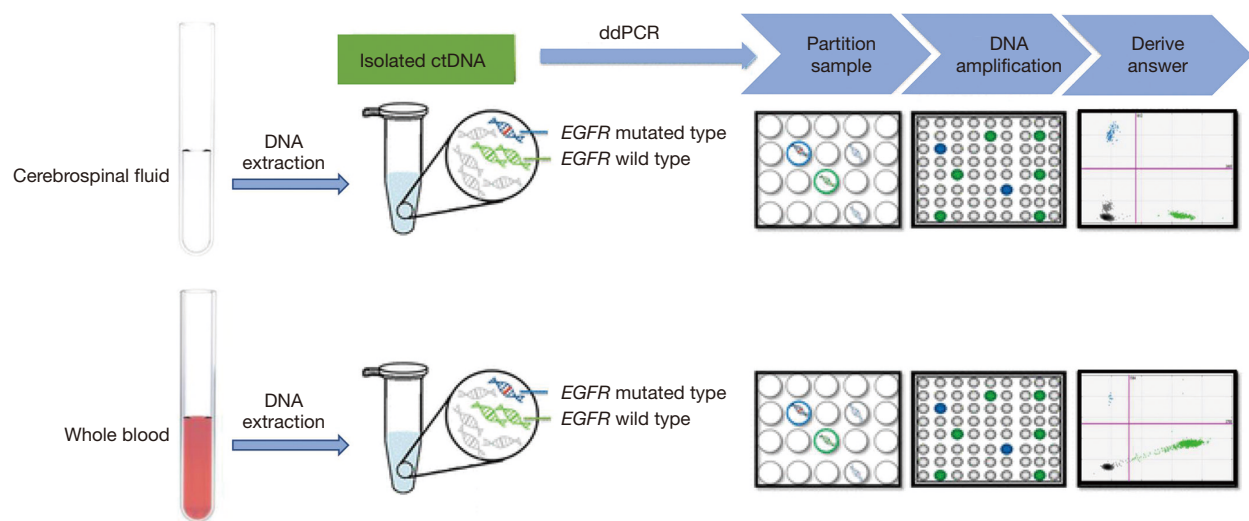 ddPCR
Isolated ctDNA
Partition
sample
DNA
amplification
Derive
answer
Cerebrospinal fluid
DNA
extraction
EGFR mutated type
EGFR wild type
Whole blood
DNA
extraction
EGFR mutated type
EGFR wild type